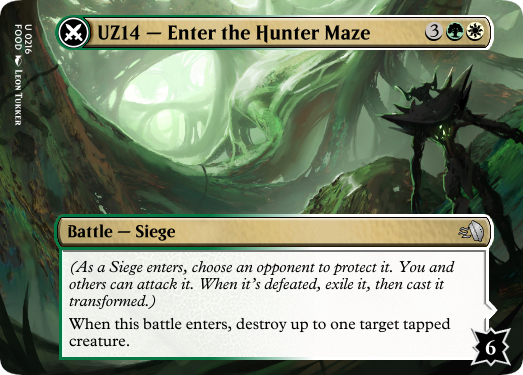 UZ14 — Enter the Hunter Maze
3
Battle — Siege
(As a Siege enters, choose an opponent to protect it. You and
others can attack it. When it's defeated, exile it, then cast it
transformed.)
When this battle enters, destroy up to one target tapped
creature.
6
U 0216
FOOD LEON TUKKER